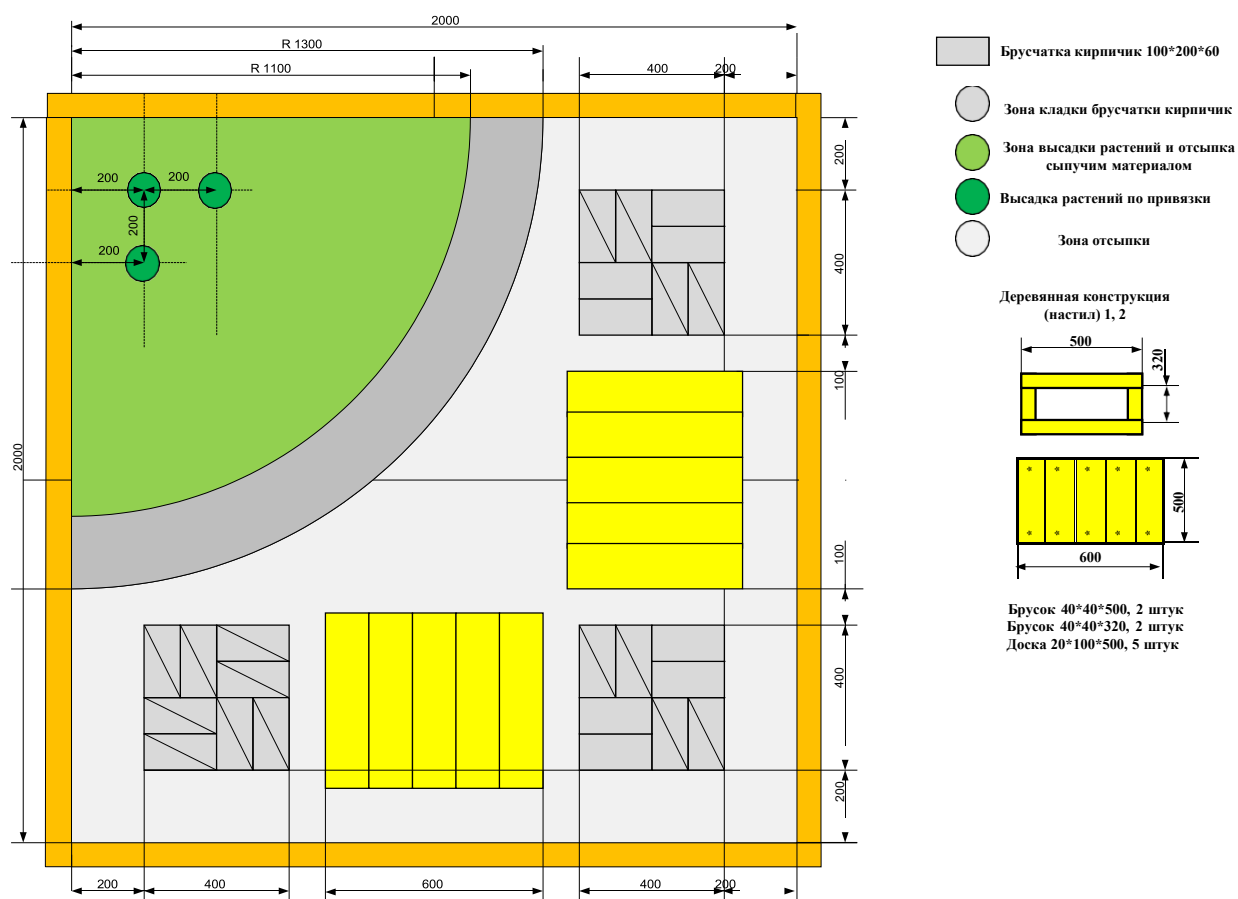 2000
R 1300
R 1100
400
200
200
200
200
200
200
400
100
2000
100
400
200
200
400
600
400
200
Брусчатка кирпичик 100*200*60
Зона кладки брусчатки кирпичик
Зона высадки растений и отсыпка
сыпучим материалом
Высадка растений по привязки
Зона отсыпки
Деревянная конструкция
(настил) 1, 2
500
320
* * * * *
* * * * *
500
600
Брусок 40*40*500, 2 штук
Брусок 40*40*320, 2 штук
Доска 20*100*500, 5 штук